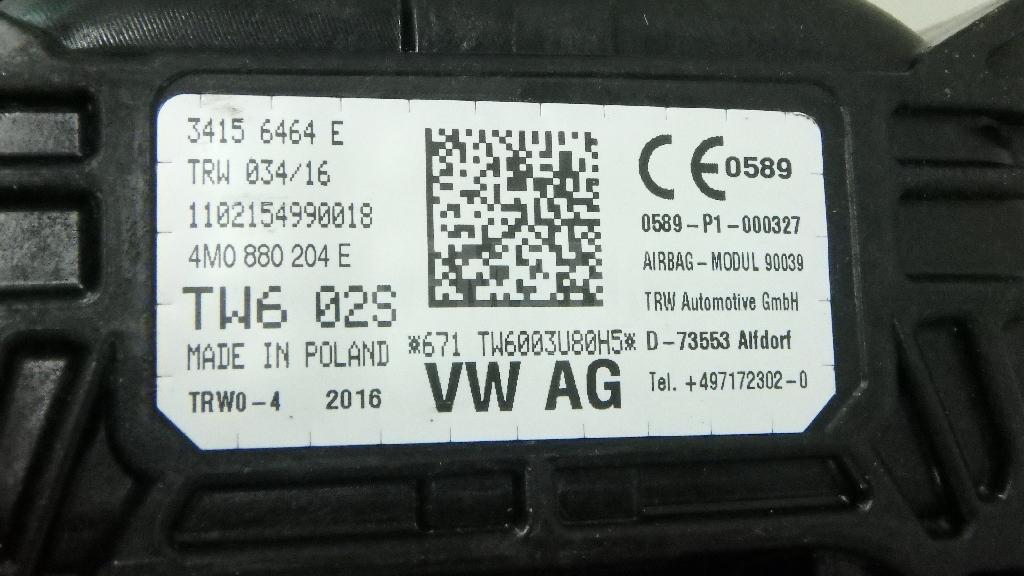 3415 6464 E
TRW 034/16
1102154990018
4M0 880 204 E
TW6 02S
MADE IN POLAND
TRW0-4 2016
*671 TW6003U80H5*
VW AG
CE 0589
0589-P1-000327
AIRBAG-MODUL 90039
TRW Automotive GmbH
D-73553 Alfdorf
Tel. +497172302-0